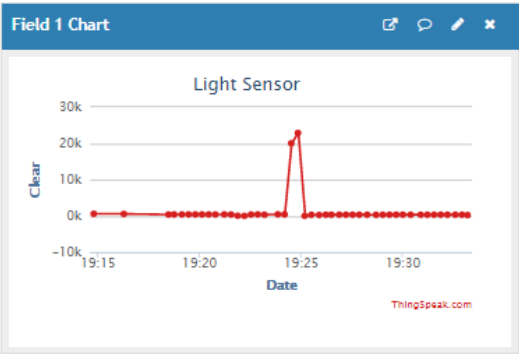 Field 1 Chart
Light Sensor
30k
20k
10k
0k
-10k
Clear
19:15 19:20 19:25 19:30
Date
ThingSpeak.com